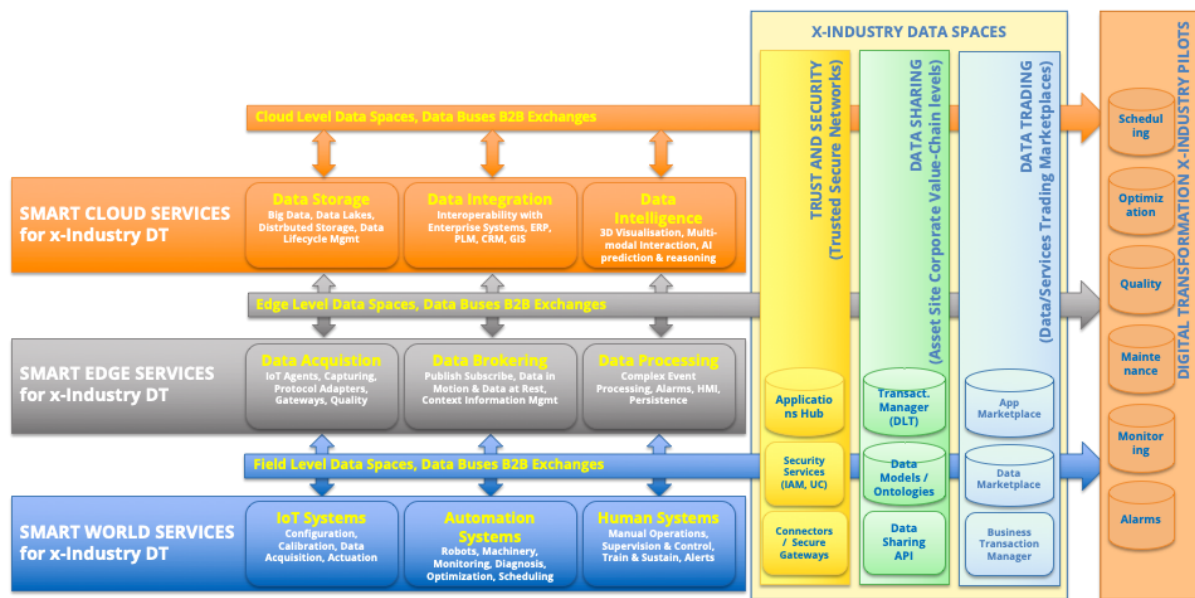 X-INDUSTRY DATA SPACES
Cloud Level Data Spaces, Data Buses B2B Exchanges
SMART CLOUD SERVICES
for x-Industry DT
Data Storage
Big Data, Data Lakes,
Distrbuted Storage, Data
Lifecycle Mgmt
Data Integration
Interoperability with
Enterprise Systems, ERP,
PLM, CRM, GIS
Data
Intelligence
3D Visualisation, Multi-
modal Interaction, AI
prediction & reasoning
Edge Level Data Spaces, Data Buses B2B Exchanges
SMART EDGE SERVICES
for x-Industry DT
Data Acquistion
IoT Agents, Capturing,
Protocol Adapters,
Gateways, Quality
Data Brokering
Publish Subscribe, Data in
Motion & Data at Rest,
Context Information Mgmt
Data Processing
Complex Event
Processing, Alarms, HMI,
Persistence
Field Level Data Spaces, Data Buses B2B Exchanges
SMART WORLD SERVICES
for x-Industry DT
IoT Systems
Configuration,
Calibration, Data
Acquisition, Actuation
Automation
Systems
Robots, Machinery,
Monitoring, Diagnosis,
Optimization, Scheduling
Human Systems
Manual Operations,
Supervision & Control,
Train & Sustain, Alerts
TRUST AND SECURITY
(Trusted Secure Networks)
Applicatio
ns Hub
Security
Services
(IAM, UC)
Connectors
/ Secure
Gateways
DATA SHARING
(Asset Site Corporate Value-Chain levels)
Transact.
Manager
(DLT)
Data
Models /
Ontologies
Data
Sharing
API
DATA TRADING
(Data/Services Trading Marketplaces)
App
Marketplace
Data
Marketplace
Business
Transaction
Manager
DIGITAL TRANSFORMATION X-INDUSTRY PILOTS
Schedul
ing
Optimiz
ation
Quality
Mainte
nance
Monitor
ing
Alarms